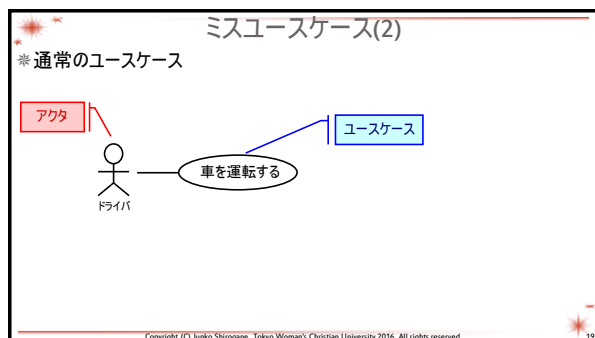 ミスユースケース(2)
通常のユースケース
アクタ
ユースケース
車を運転する
ドライバ
Copyright (C) Junko Shirogane, Tokyo Woman's Christian University 2016. All rights reserved.
19